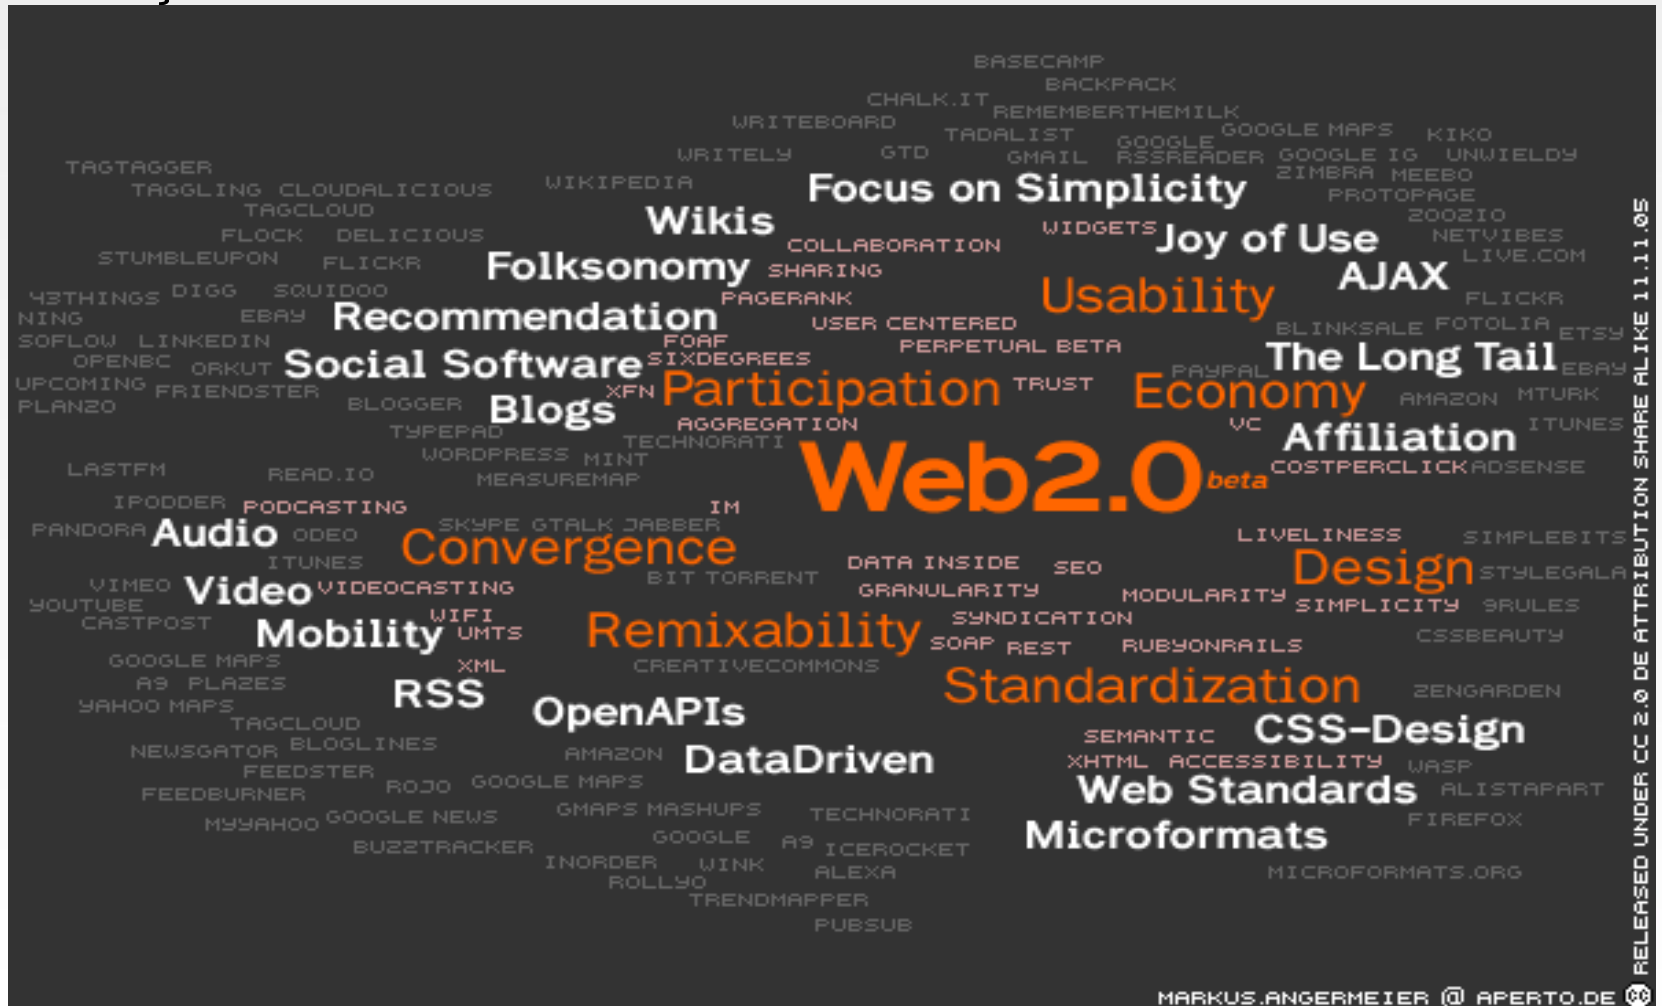 BASECAMP
BACKPACK
CHALK.IT
REMEMBERTHEMILK
WRITEBOARD
TADALIST
GOOGLE RSSREADER
GOOGLE MAPS
KIKO
WRITELY
GTD
GMAIL
GOOGLE IG
UNWIELDY
TAGTAGGER
TAGGLING
CLOUDALICIOUS
WIKIPEDIA
Focus on Simplicity
ZIMBRA
MEEBO
PROTOPAGE
TAGCLOUD
Wikis
ZOOZIO
FLOCK
DELICIOUS
COLLABORATION
WIDGETS
Joy of Use
NETVIBES
STUMBLEUPON
FLICKR
Folksonomy
SHARING
AJAX
LIVE.COM
43THINGS
DIGG
SQUIDOO
PAGERANK
Usability
FLICKR
NING
EBAY
Recommendation
USER CENTERED
BLINKSALE
FOTOLIA
ETSY
SOFLOW
LINKEDIN
FOAF
PERPETUAL BETA
OPENBC
ORKUT
Social Software
SIXDEGREES
PAYPAL
The Long Tail
EBAY
UPCOMING
FRIENDSTER
XFN
Participation
TRUST
Economy
AMAZON
MTURK
PLANZO
BLOGGER
Blogs
AGGREGATION
VC
Affiliation
ITUNES
TYPEPAD
TECHNORATI
WORDPRESS
MINT
LASTFM
READ.IO
MEASUREMAP
Web2.0 beta
COSTPERCLICK
ADSENSE
IPODDER
PODCASTING
IM
PANDORA
Audio
ODEO
SKYPE
GTALK
JABBER
LIVELINESS
SIMPLEBITS
ITUNES
Convergence
DATA INSIDE
SEO
Design
STYLEGALA
VIMEO
Video
VIDEOCASTING
BIT TORRENT
GRANULARITY
MODULARITY
SIMPLICITY
9RULES
YOUTUBE
CASTPOST
WIFI
SYNDICATION
Mobility
UMTS
Remixability
SOAP
REST
RUBYONRAILS
CSSBEAUTY
GOOGLE MAPS
XML
CREATIVECOMMONS
A9
PLAZES
RSS
Standardization
ZENGARDEN
YAHOO MAPS
OpenAPIs
TAGCLOUD
SEMANTIC
CSS-Design
NEWSGATOR
BLOGLINES
AMAZON
DataDriven
XHTML
ACCESSIBILITY
WASP
FEEDSTER
ROJO
GOOGLE MAPS
Web Standards
ALISTAPART
FEEDBURNER
MYYAHOO
GOOGLE NEWS
GMAPS MASHUPS
TECHNORATI
FIREFOX
Microformats
BUZZTRACKER
GOOGLE
A9
ICEROCKET
INORDER
WINK
ALEXA
MICROFORMATS.ORG
ROLLYO
TRENDMAPPER
PUBSUB
MARKUS.ANGERMEIER @ APERTO.DE
RELEASED UNDER CC 2.0 DE ATTRIBUTION SHARE ALIKE 11.11.05